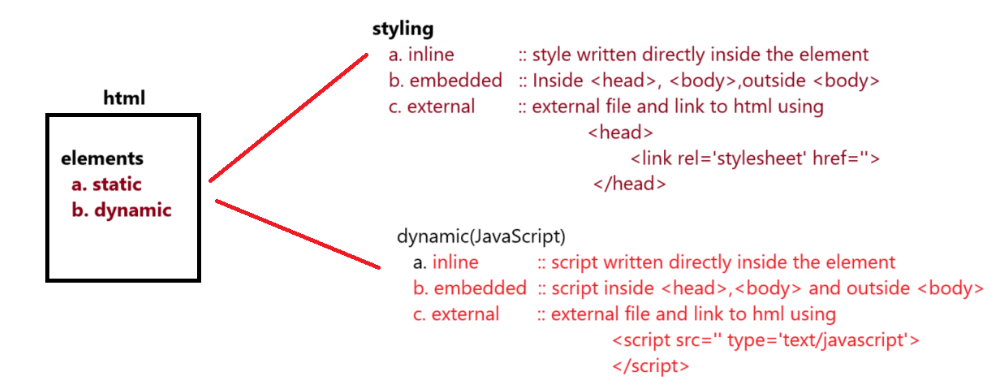 html
elements
a. static
b. dynamic
styling
a. inline :: style written directly inside the element
b. embedded :: Inside <head>, <body>,outside <body>
c. external :: external file and link to html using
<head>
<link rel='stylesheet' href=''>
</head>
dynamic(JavaScript)
a. inline :: script written directly inside the element
b. embedded :: script inside <head>,<body> and outside <body>
c. external :: external file and link to hml using
<script src='' type='text/javascript'>
</script>